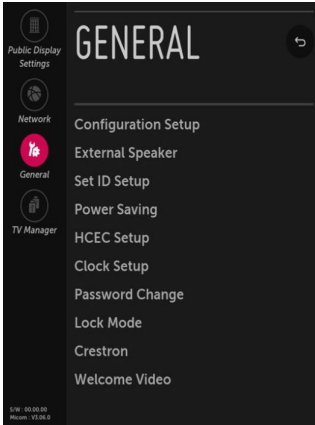 Public Display
Settings
Network
General
TV Manager
S/W : 00.00.00
Micom : V3.06.0
GENERAL
Configuration Setup
External Speaker
Set ID Setup
Power Saving
HCEC Setup
Clock Setup
Password Change
Lock Mode
Crestron
Welcome Video